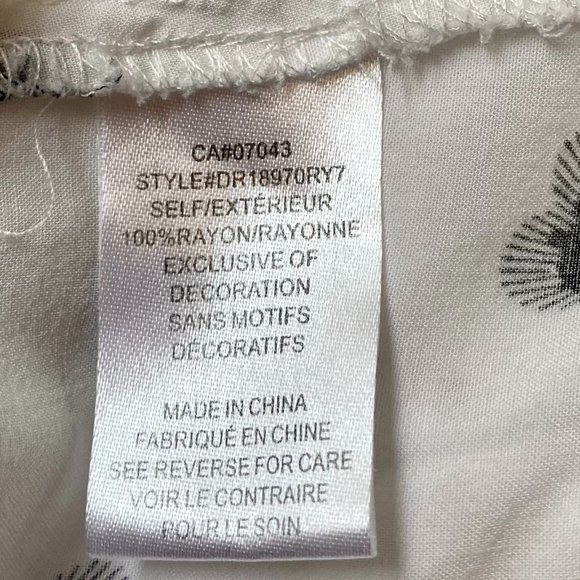 CA#07043
STYLE#DR18970RY7
SELF/EXTÉRIEUR
100%RAYON/RAYONNE
EXCLUSIVE OF
DECORATION
SANS MOTIFS
DÉCORATIFS
MADE IN CHINA
FABRIQUÉ EN CHINE
SEE REVERSE FOR CARE
VOIR LE CONTRAIRE
POUR LE SOIN